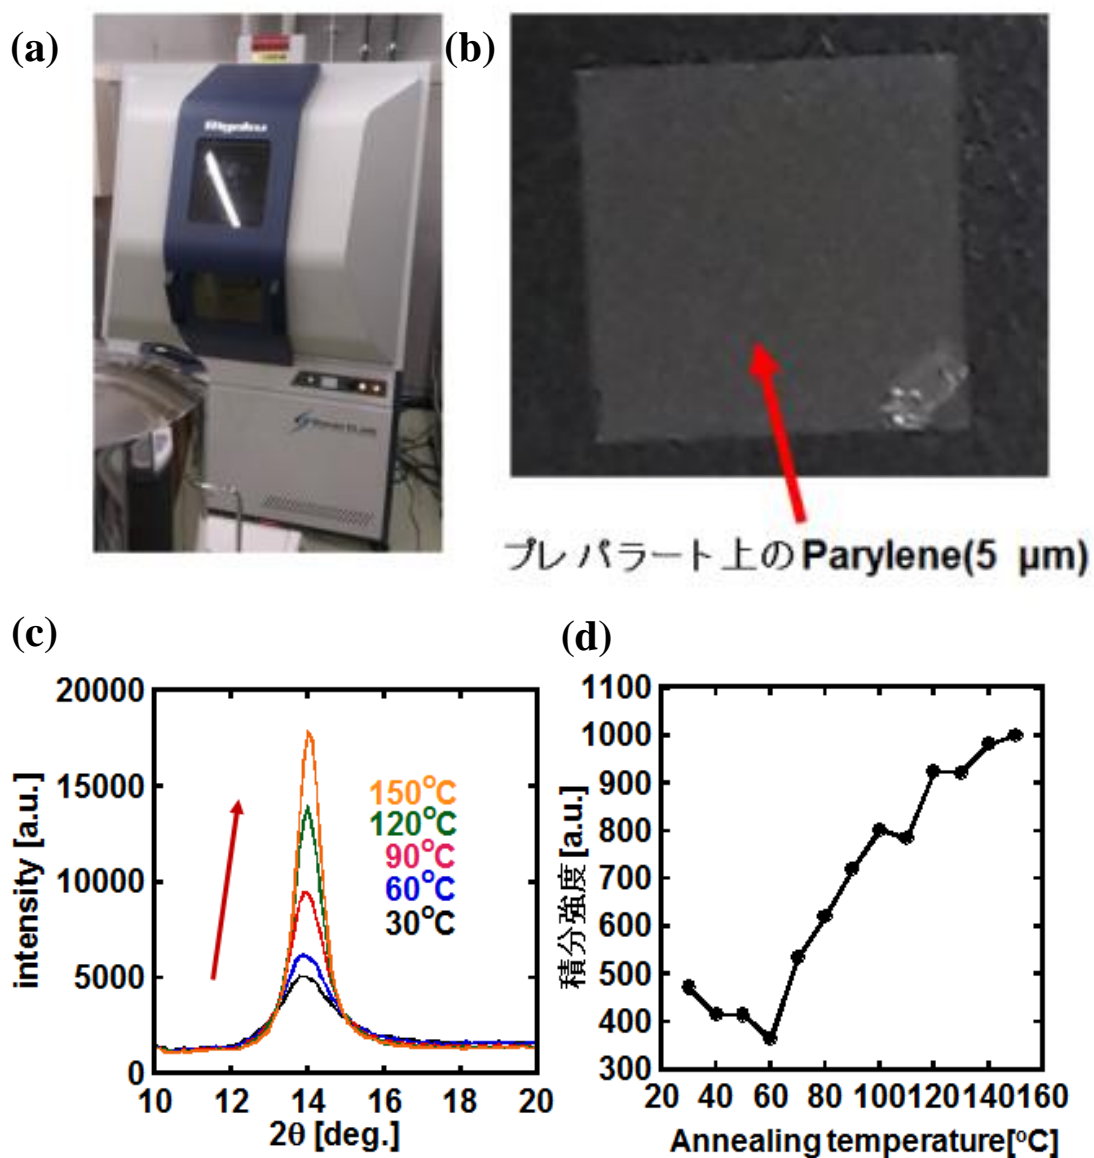 (a)
(b)
Rigaku
SmartLab
プレパラート上のParylene(5 μm)
(c)
(d)
20000
15000
10000
5000
0
intensity [a.u.]
150°C
120°C
90°C
60°C
30°C
10 12 14 16 18 20
2θ [deg.]
1100
1000
900
800
700
600
500
400
300
積分強度 [a.u.]
20 40 60 80 100 120 140 160
Annealing temperature[°C]